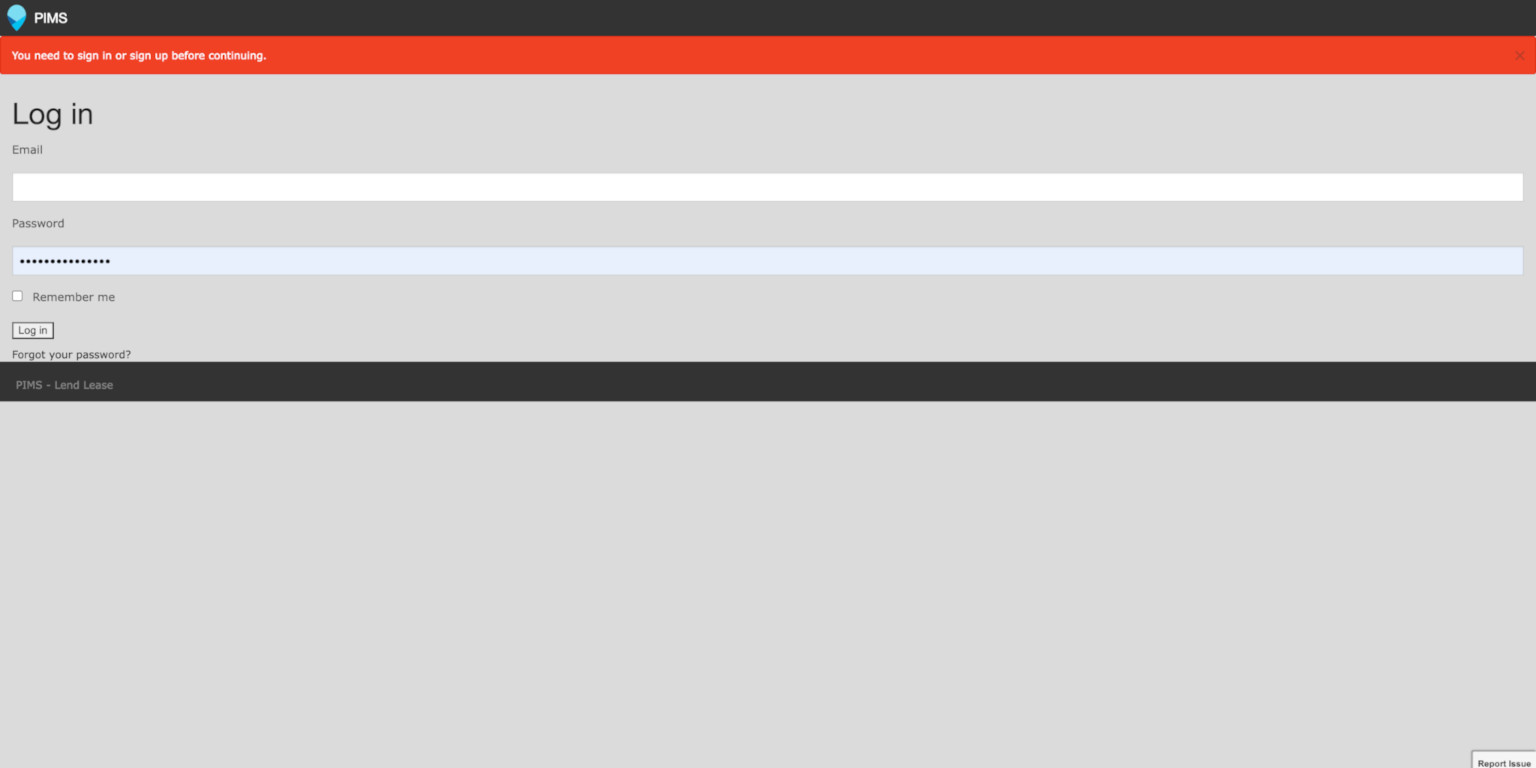 PIMS
You need to sign in or sign up before continuing.
×
Log in
Email
Password
•••••••••••••••
Remember me
Log in
Forgot your password?
PIMS - Lend Lease
Report Issue